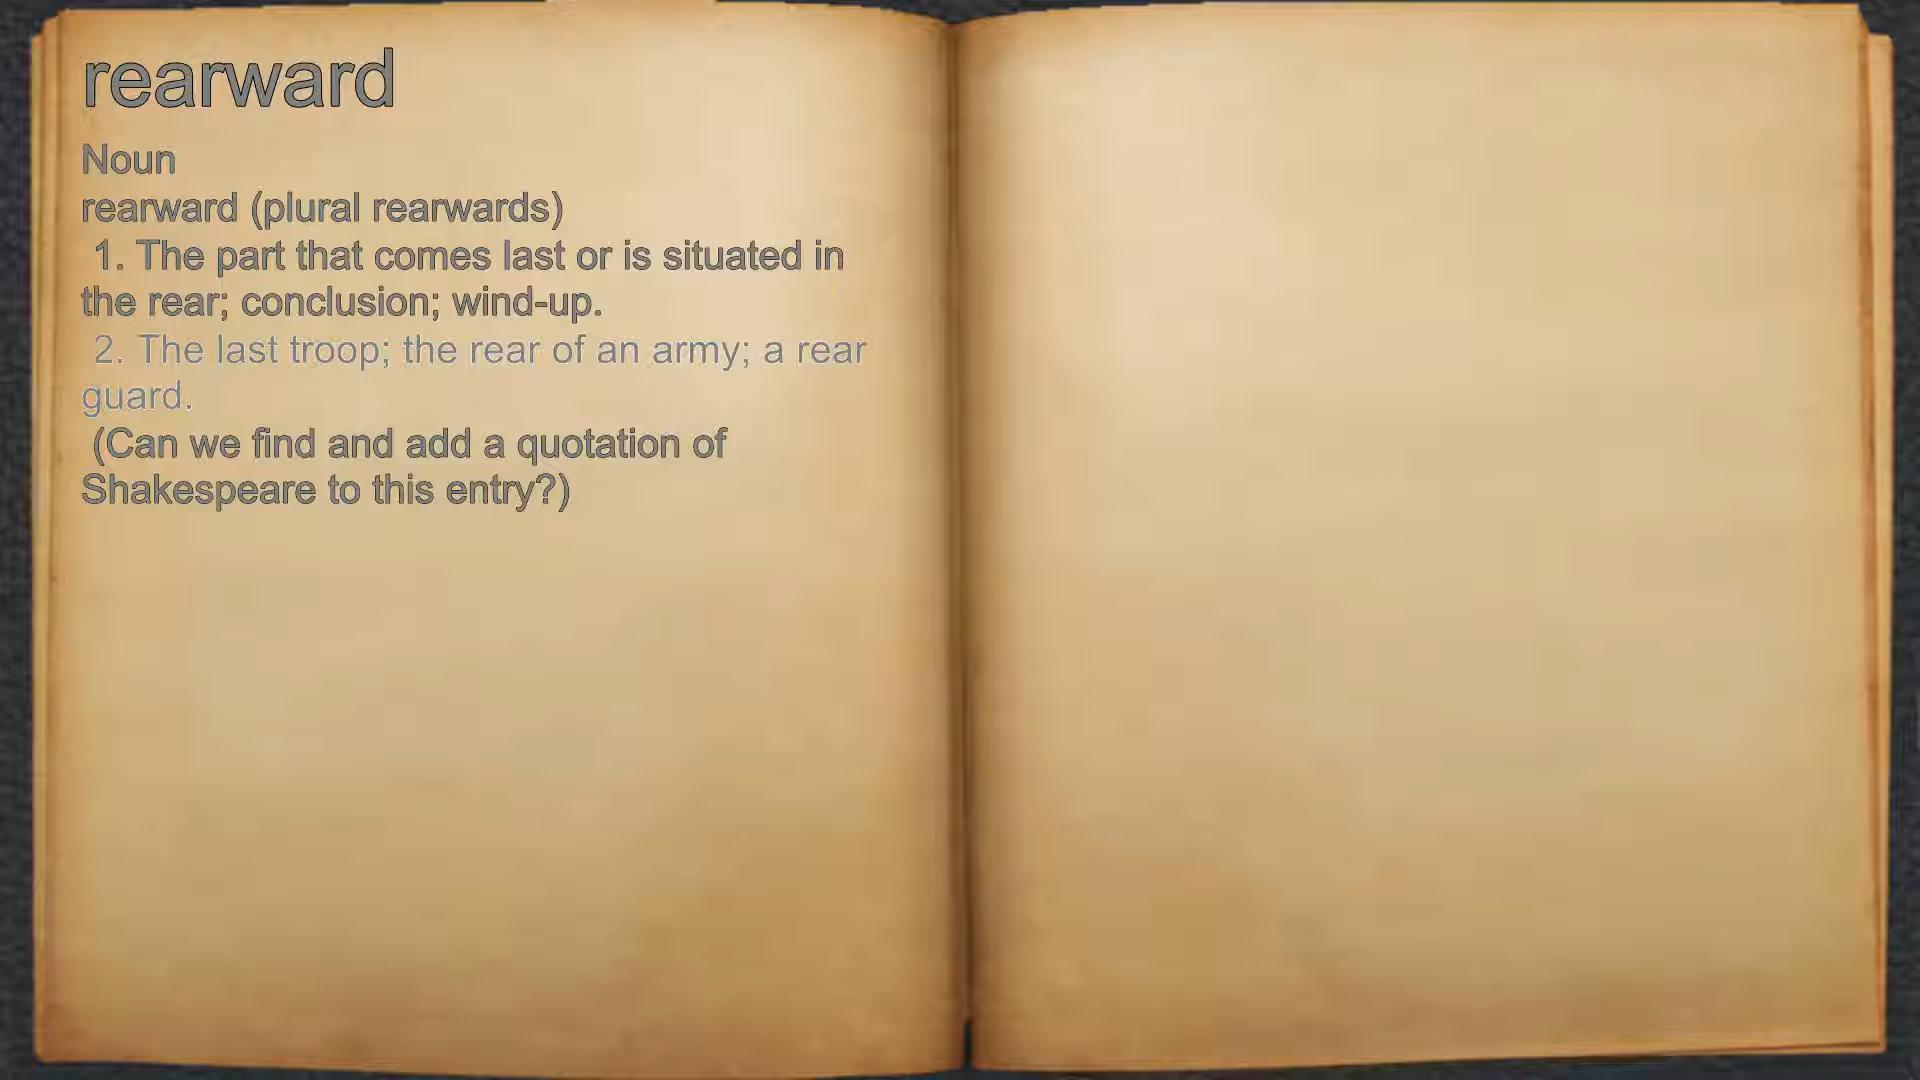 rearward
Noun
rearward (plural rearwards)
1. The part that comes last or is situated in
the rear; conclusion; wind-up.
2. The last troop; the rear of an army; a rear
guard.
(Can we find and add a quotation of
Shakespeare to this entry?)